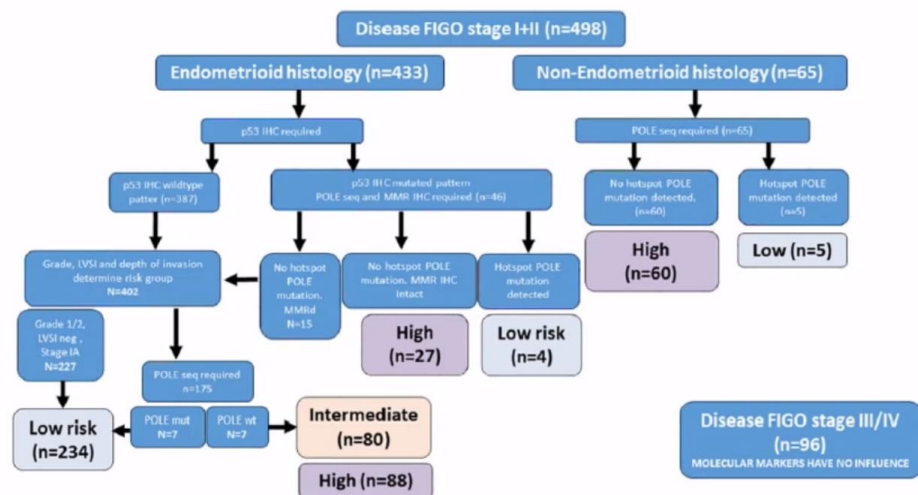 Disease FIGO stage I+II (n=498)
Endometrioid histology (n=433)
Non-Endometrioid histology (n=65)
p53 IHC required
POLE seq required (n=65)
p53 IHC wildtype
patter (n=387)
p53 IHC mutated pattern
POLE seq and MMR IHC required (n=46)
No hotspot POLE
mutation detected.
(n=60)
Hotspot POLE
mutation detected
(n=5)
High
(n=60)
Low (n=5)
Grade, LVSI and depth of invasion
determine risk group
N=402
No hotspot
POLE
mutation.
MMRd
N=15
No hotspot POLE
mutation. MMR IHC
intact
Hotspot POLE
mutation
detected
High
(n=27)
Low risk
(n=4)
Grade 1/2,
LVSI neg ,
Stage IA
N=227
POLE seq required
n=175
Low risk
(n=234)
POLE mut
N=7
POLE wt
N=7
Intermediate
(n=80)
High (n=88)
Disease FIGO stage III/IV
(n=96)
MOLECULAR MARKERS HAVE NO INFLUENCE